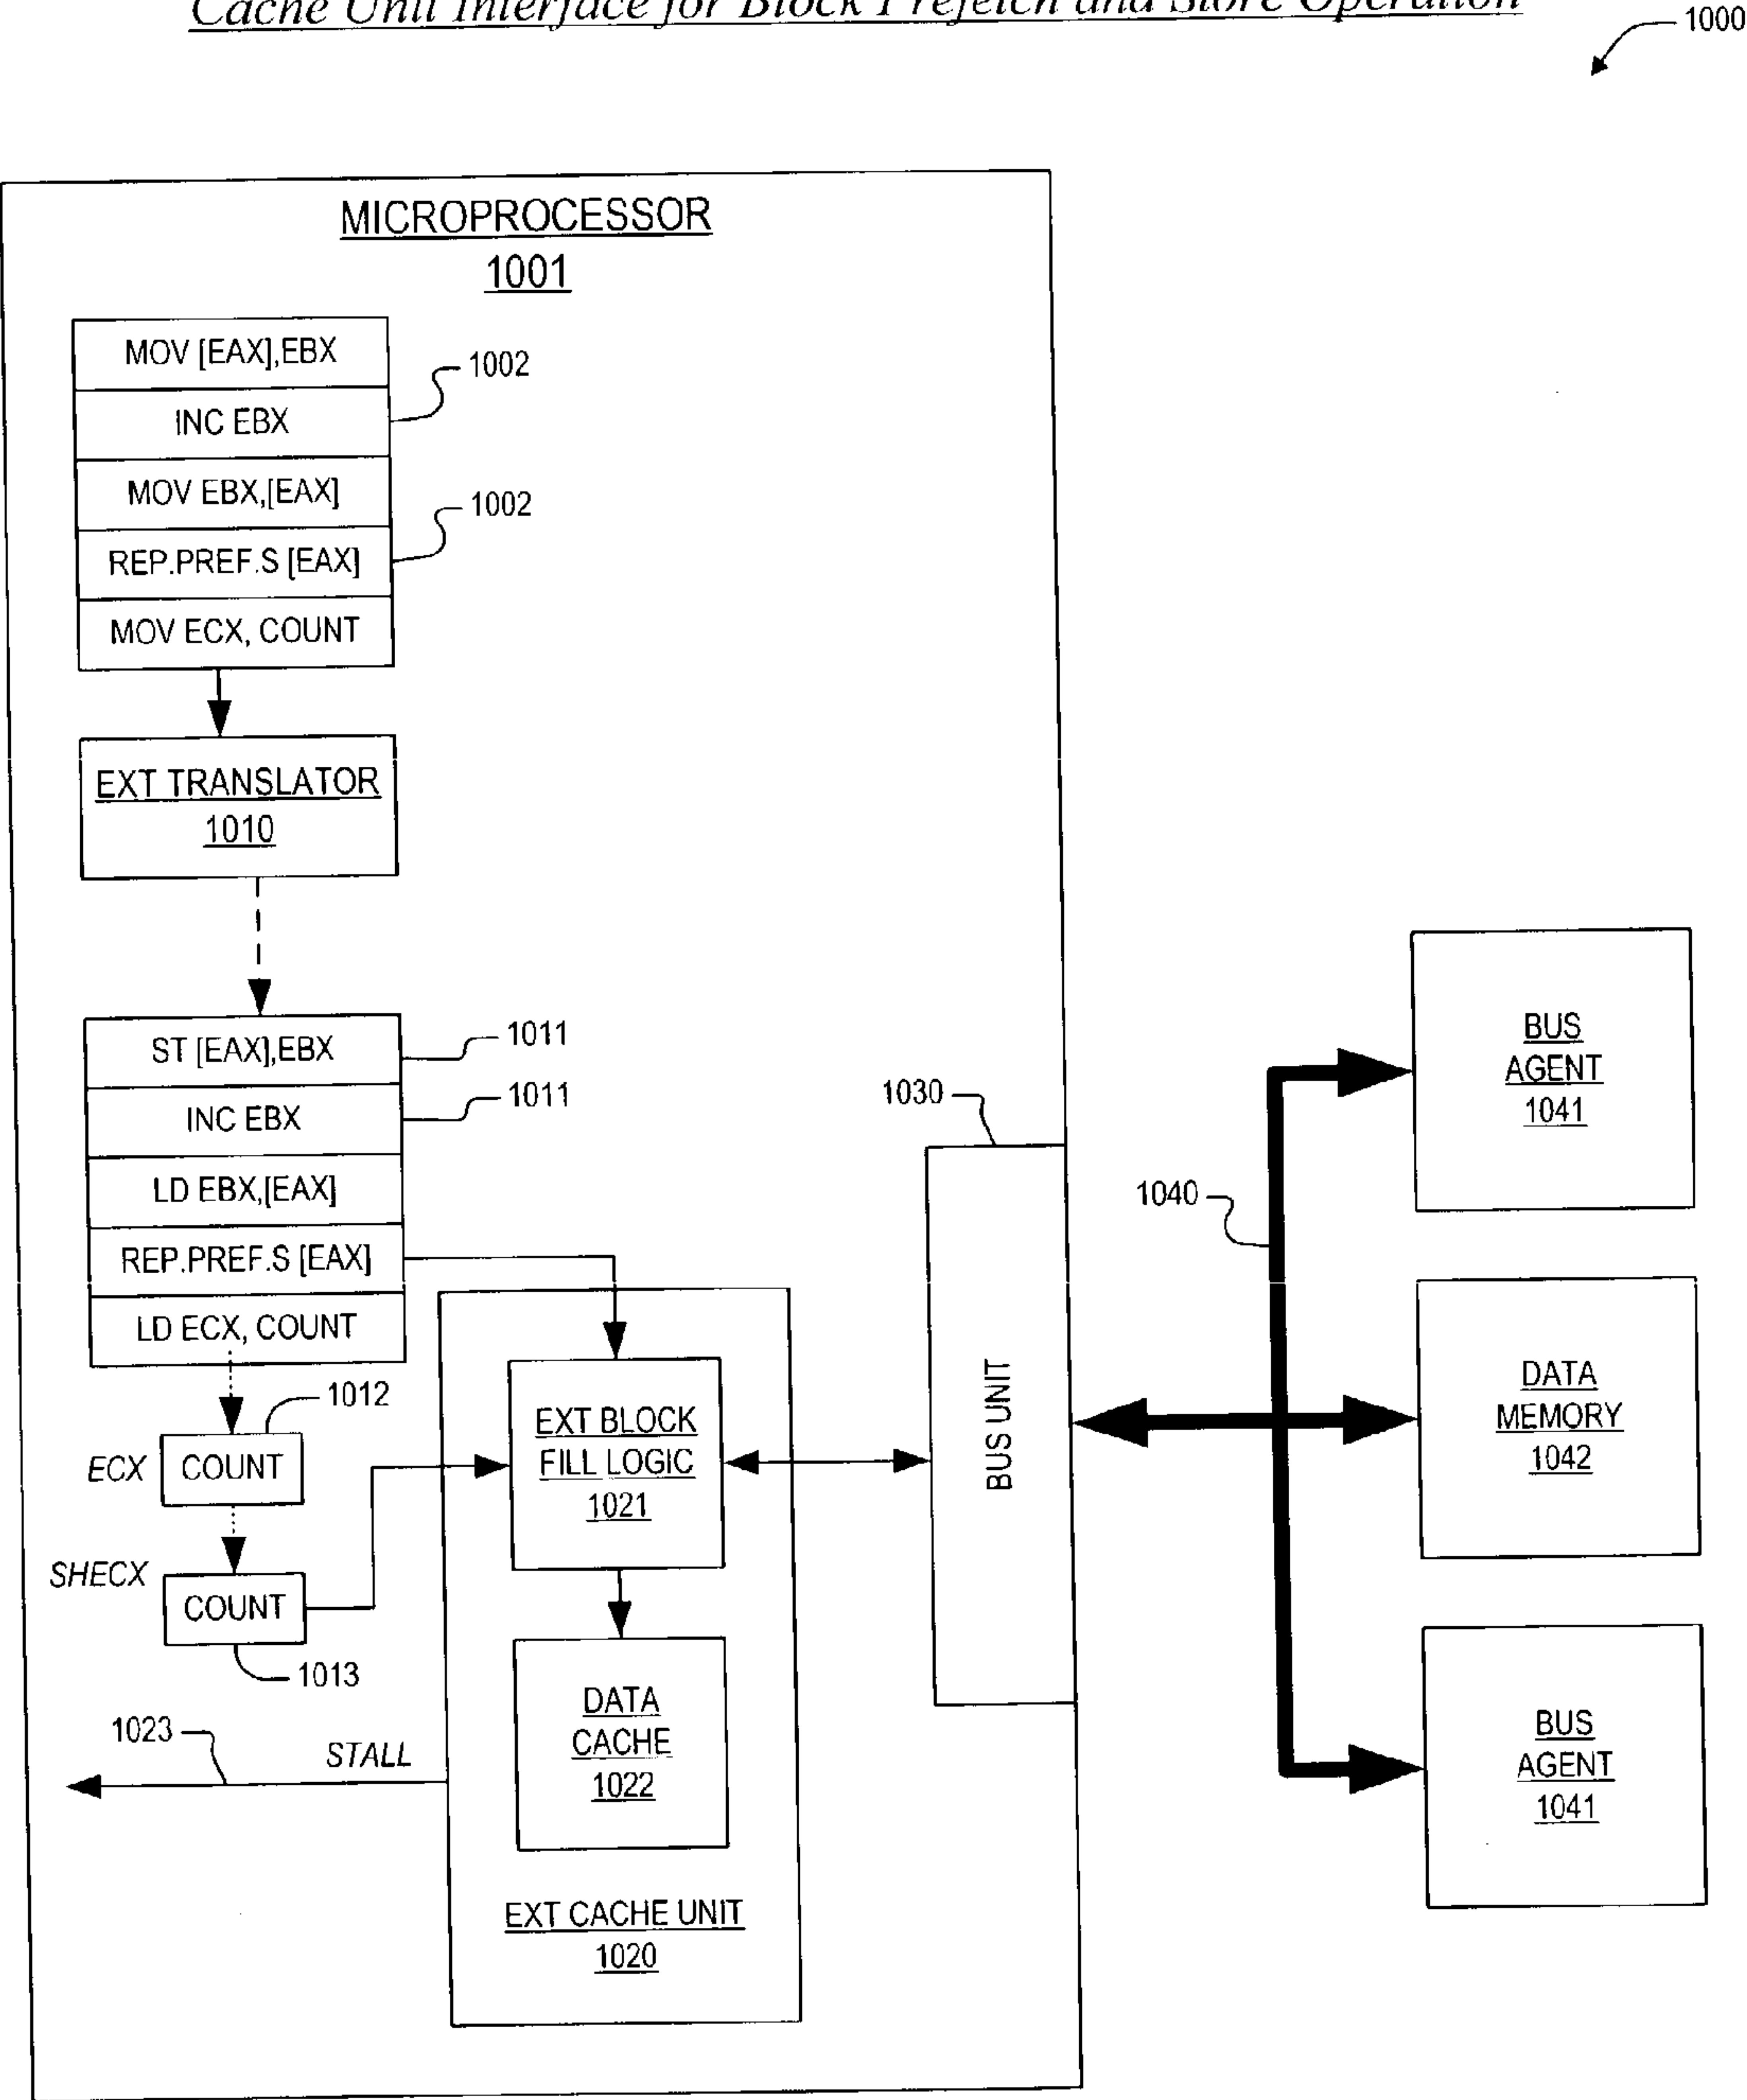 Cache Unit Interface for Block Prefetch and Store Operation
1000
MICROPROCESSOR
1001
MOV [EAX],EBX
1002
INC EBX
MOV EBX,[EAX]
1002
REP.PREF.S [EAX]
MOV ECX, COUNT
EXT TRANSLATOR
1010
ST [EAX],EBX
1011
INC EBX
1011
LD EBX,[EAX]
REP.PREF.S [EAX]
LD ECX, COUNT
1012
ECX
COUNT
SHECX
COUNT
1013
1023
STALL
EXT BLOCK
FILL LOGIC
1021
DATA
CACHE
1022
EXT CACHE UNIT
1020
1030
BUS UNIT
1040
BUS
AGENT
1041
DATA
MEMORY
1042
BUS
AGENT
1041